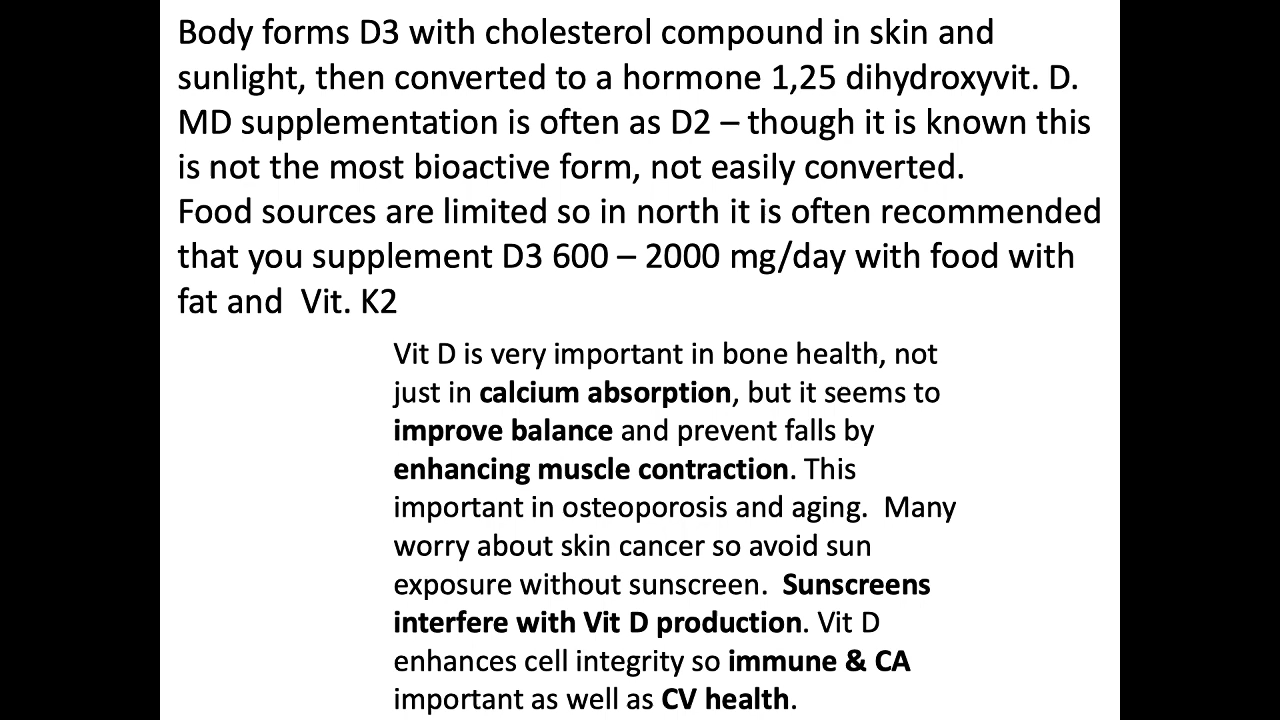 Body forms D3 with cholesterol compound in skin and
sunlight, then converted to a hormone 1,25 dihydroxyvit. D.
MD supplementation is often as D2 – though it is known this
is not the most bioactive form, not easily converted.
Food sources are limited so in north it is often recommended
that you supplement D3 600 – 2000 mg/day with food with
fat and  Vit. K2
Vit D is very important in bone health, not
just in calcium absorption, but it seems to
improve balance and prevent falls by
enhancing muscle contraction. This
important in osteoporosis and aging.  Many
worry about skin cancer so avoid sun
exposure without sunscreen.  Sunscreens
interfere with Vit D production. Vit D
enhances cell integrity so immune & CA
important as well as CV health.